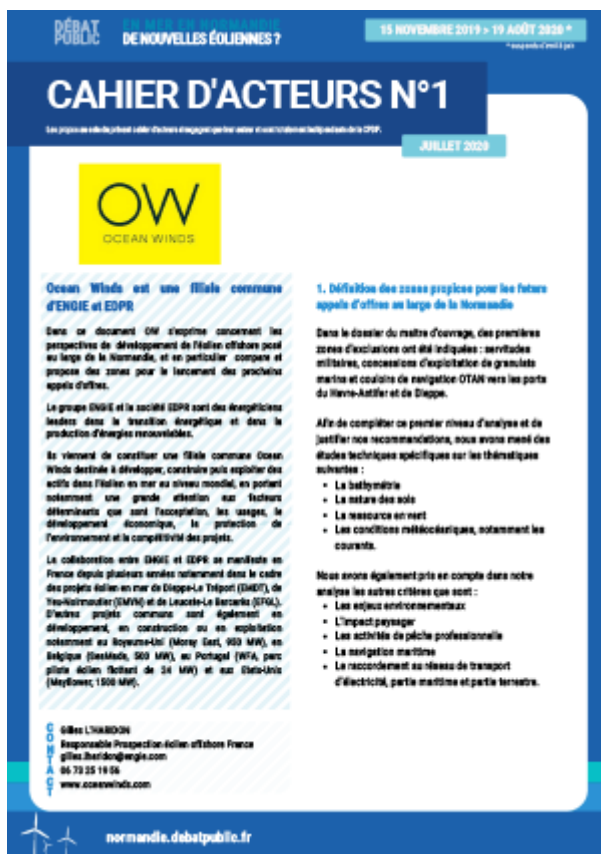 DÉBAT
PUBLIC
EN MER EN NORMANDIE
DE NOUVELLES ÉOLIENNES ?
15 NOVEMBRE 2019 > 19 AOÛT 2020 *
CAHIER D'ACTEURS N°1
JUILLET 2020
OW
OCEAN WINDS
Ocean Winds est une filiale commune
d'ENGIE et EDPR
Dans ce document OW s'exprime concernant les
perspectives de développement de l'éolien offshore posé
au large de la Normandie, et en particulier compare et
propose des zones pour le lancement des prochains
appels d'offres.
Le groupe ENGIE et la société EDPR sont des énergéticiens
leaders dans la transition énergétique et dans la
production d'énergies renouvelables.
Ils viennent de constituer une filiale commune Ocean
Winds destinée à développer, construire puis exploiter des
actifs dans l'éolien en mer au niveau mondial, en portant
notamment une grande attention aux facteurs
déterminants que sont l'acceptation, les usages, le
développement économique, la protection de
l'environnement et la compétitivité des projets.
La collaboration entre ENGIE et EDPR se manifeste en
France depuis plusieurs années notamment dans le cadre
des projets éolien en mer de Dieppe-Le Tréport (EMDT), de
Yeu-Noirmoutier (EMYN) et de Leucate-Le Barcarès (EFGL).
D'autres projets communs sont également en
développement, en construction ou en exploitation
notamment au Royaume-Uni (Moray East, 950 MW), en
Belgique (SeaMade, 500 MW), au Portugal (WFA, parc
pilote éolien flottant de 24 MW) et aux Etats-Unis
(Mayflower, 1500 MW).
CONTACT
Gilles L'HARIDON
Responsable Prospection éolien offshore France
gilles.lharidon@engie.com
06 73 25 19 56
www.oceanwinds.com
1. Définition des zones propices pour les futurs
appels d'offres au large de la Normandie
Dans le dossier du maître d'ouvrage, des premières
zones d'exclusions ont été indiquées : servitudes
militaires, concessions d'exploitation de granulats
marins et couloirs de navigation OTAN vers les ports
du Havre-Antifer et de Dieppe.
Afin de compléter ce premier niveau d'analyse et de
justifier nos recommandations, nous avons mené des
études techniques spécifiques sur les thématiques
suivantes :
• La bathymétrie
• La nature des sols
• La ressource en vent
• Les conditions météocéaniques, notamment les
courants.
Nous avons également pris en compte dans notre
analyse les autres critères que sont :
• Les enjeux environnementaux
• L'impact paysager
• Les activités de pêche professionnelle
• La navigation maritime
• Le raccordement au réseau de transport
d'électricité, partie maritime et partie terrestre.
normandie.debatpublic.fr